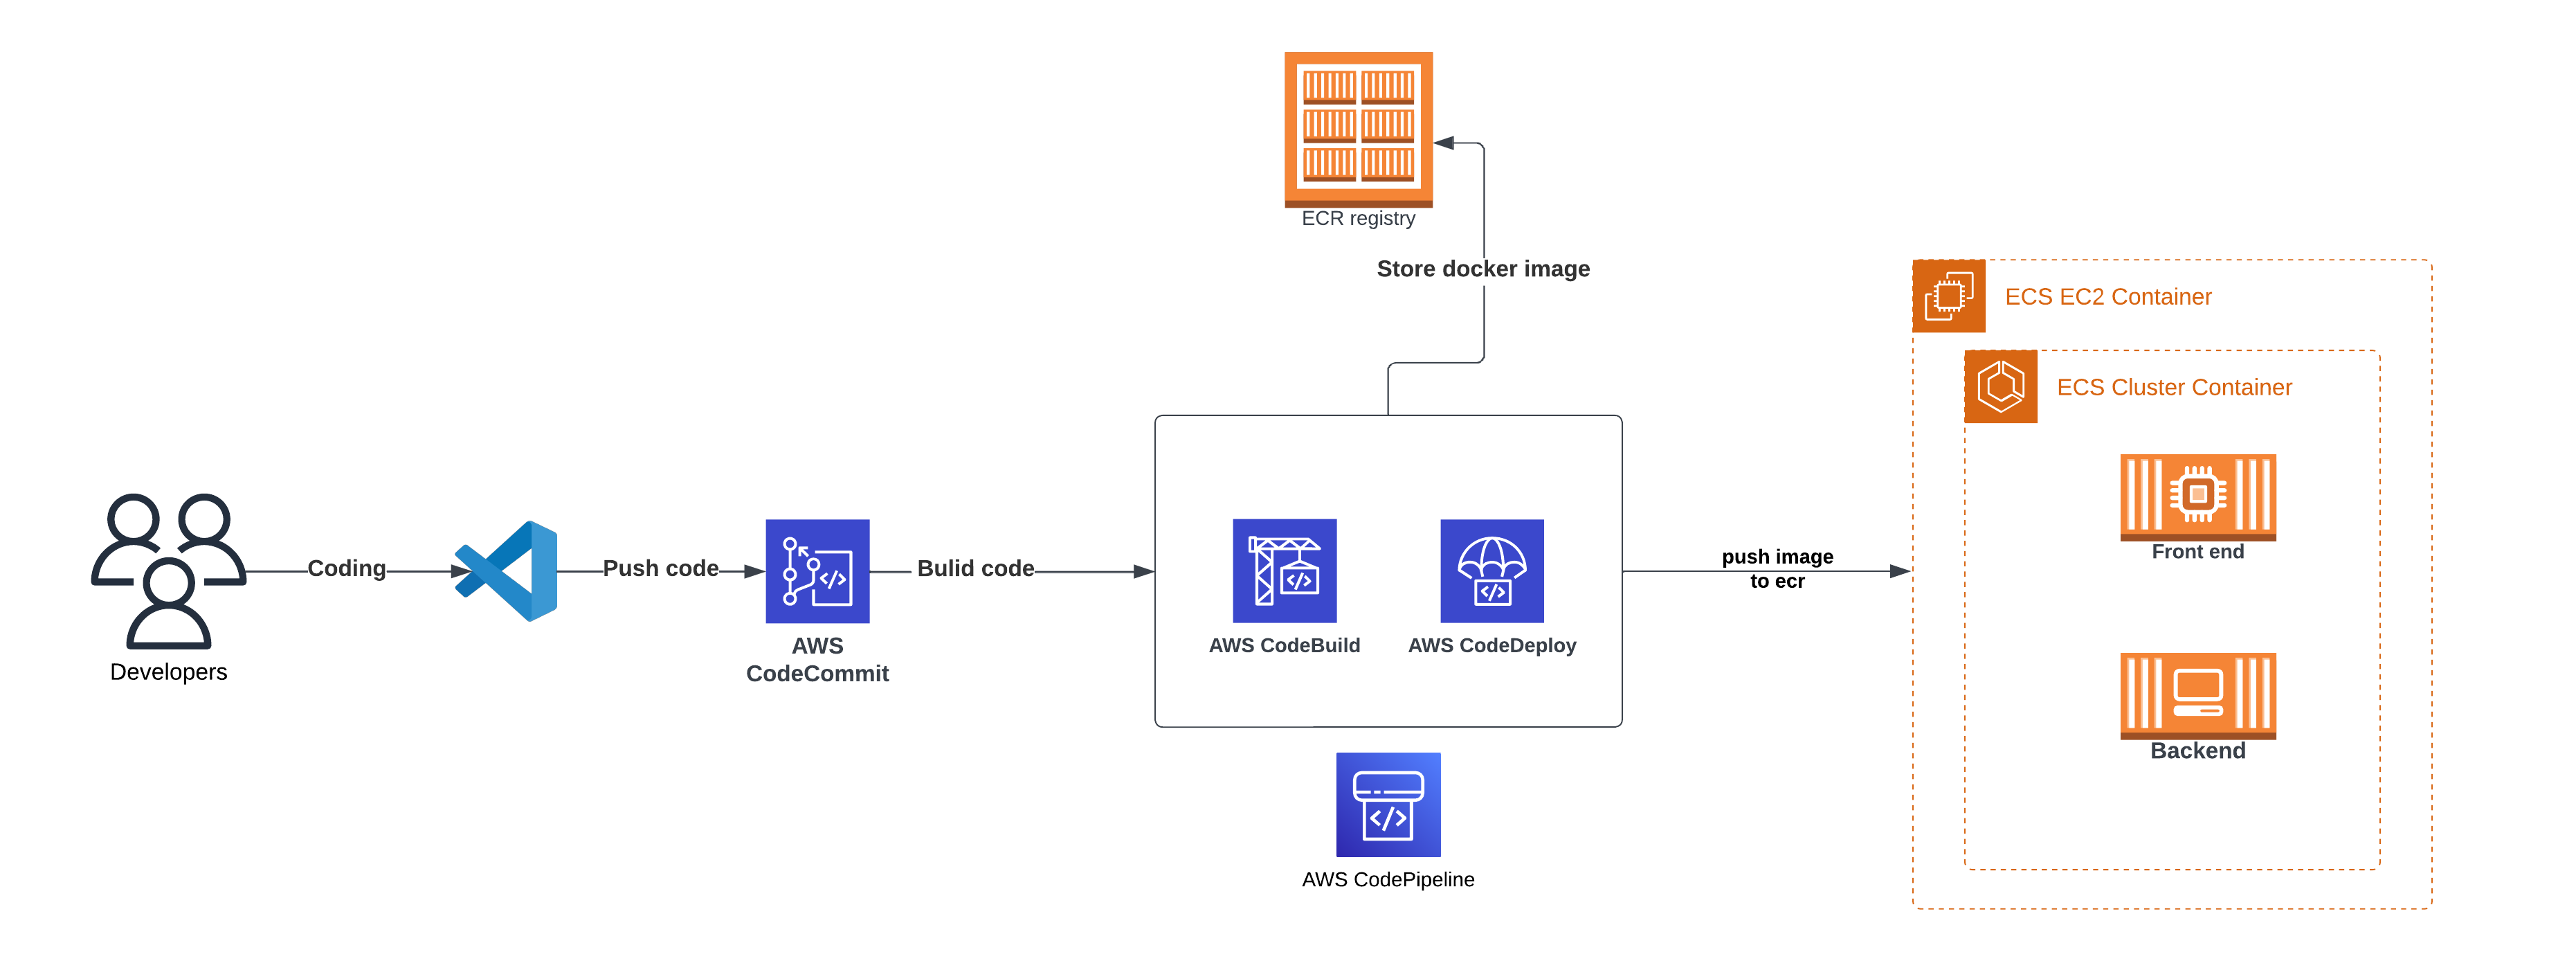 ECR registry
Store docker image
ECS EC2 Container
ECS Cluster Container
Front end
Backend
Developers
Coding
Push code
AWS
CodeCommit
Bulid code
AWS CodeBuild
AWS CodeDeploy
push image
to ecr
AWS CodePipeline